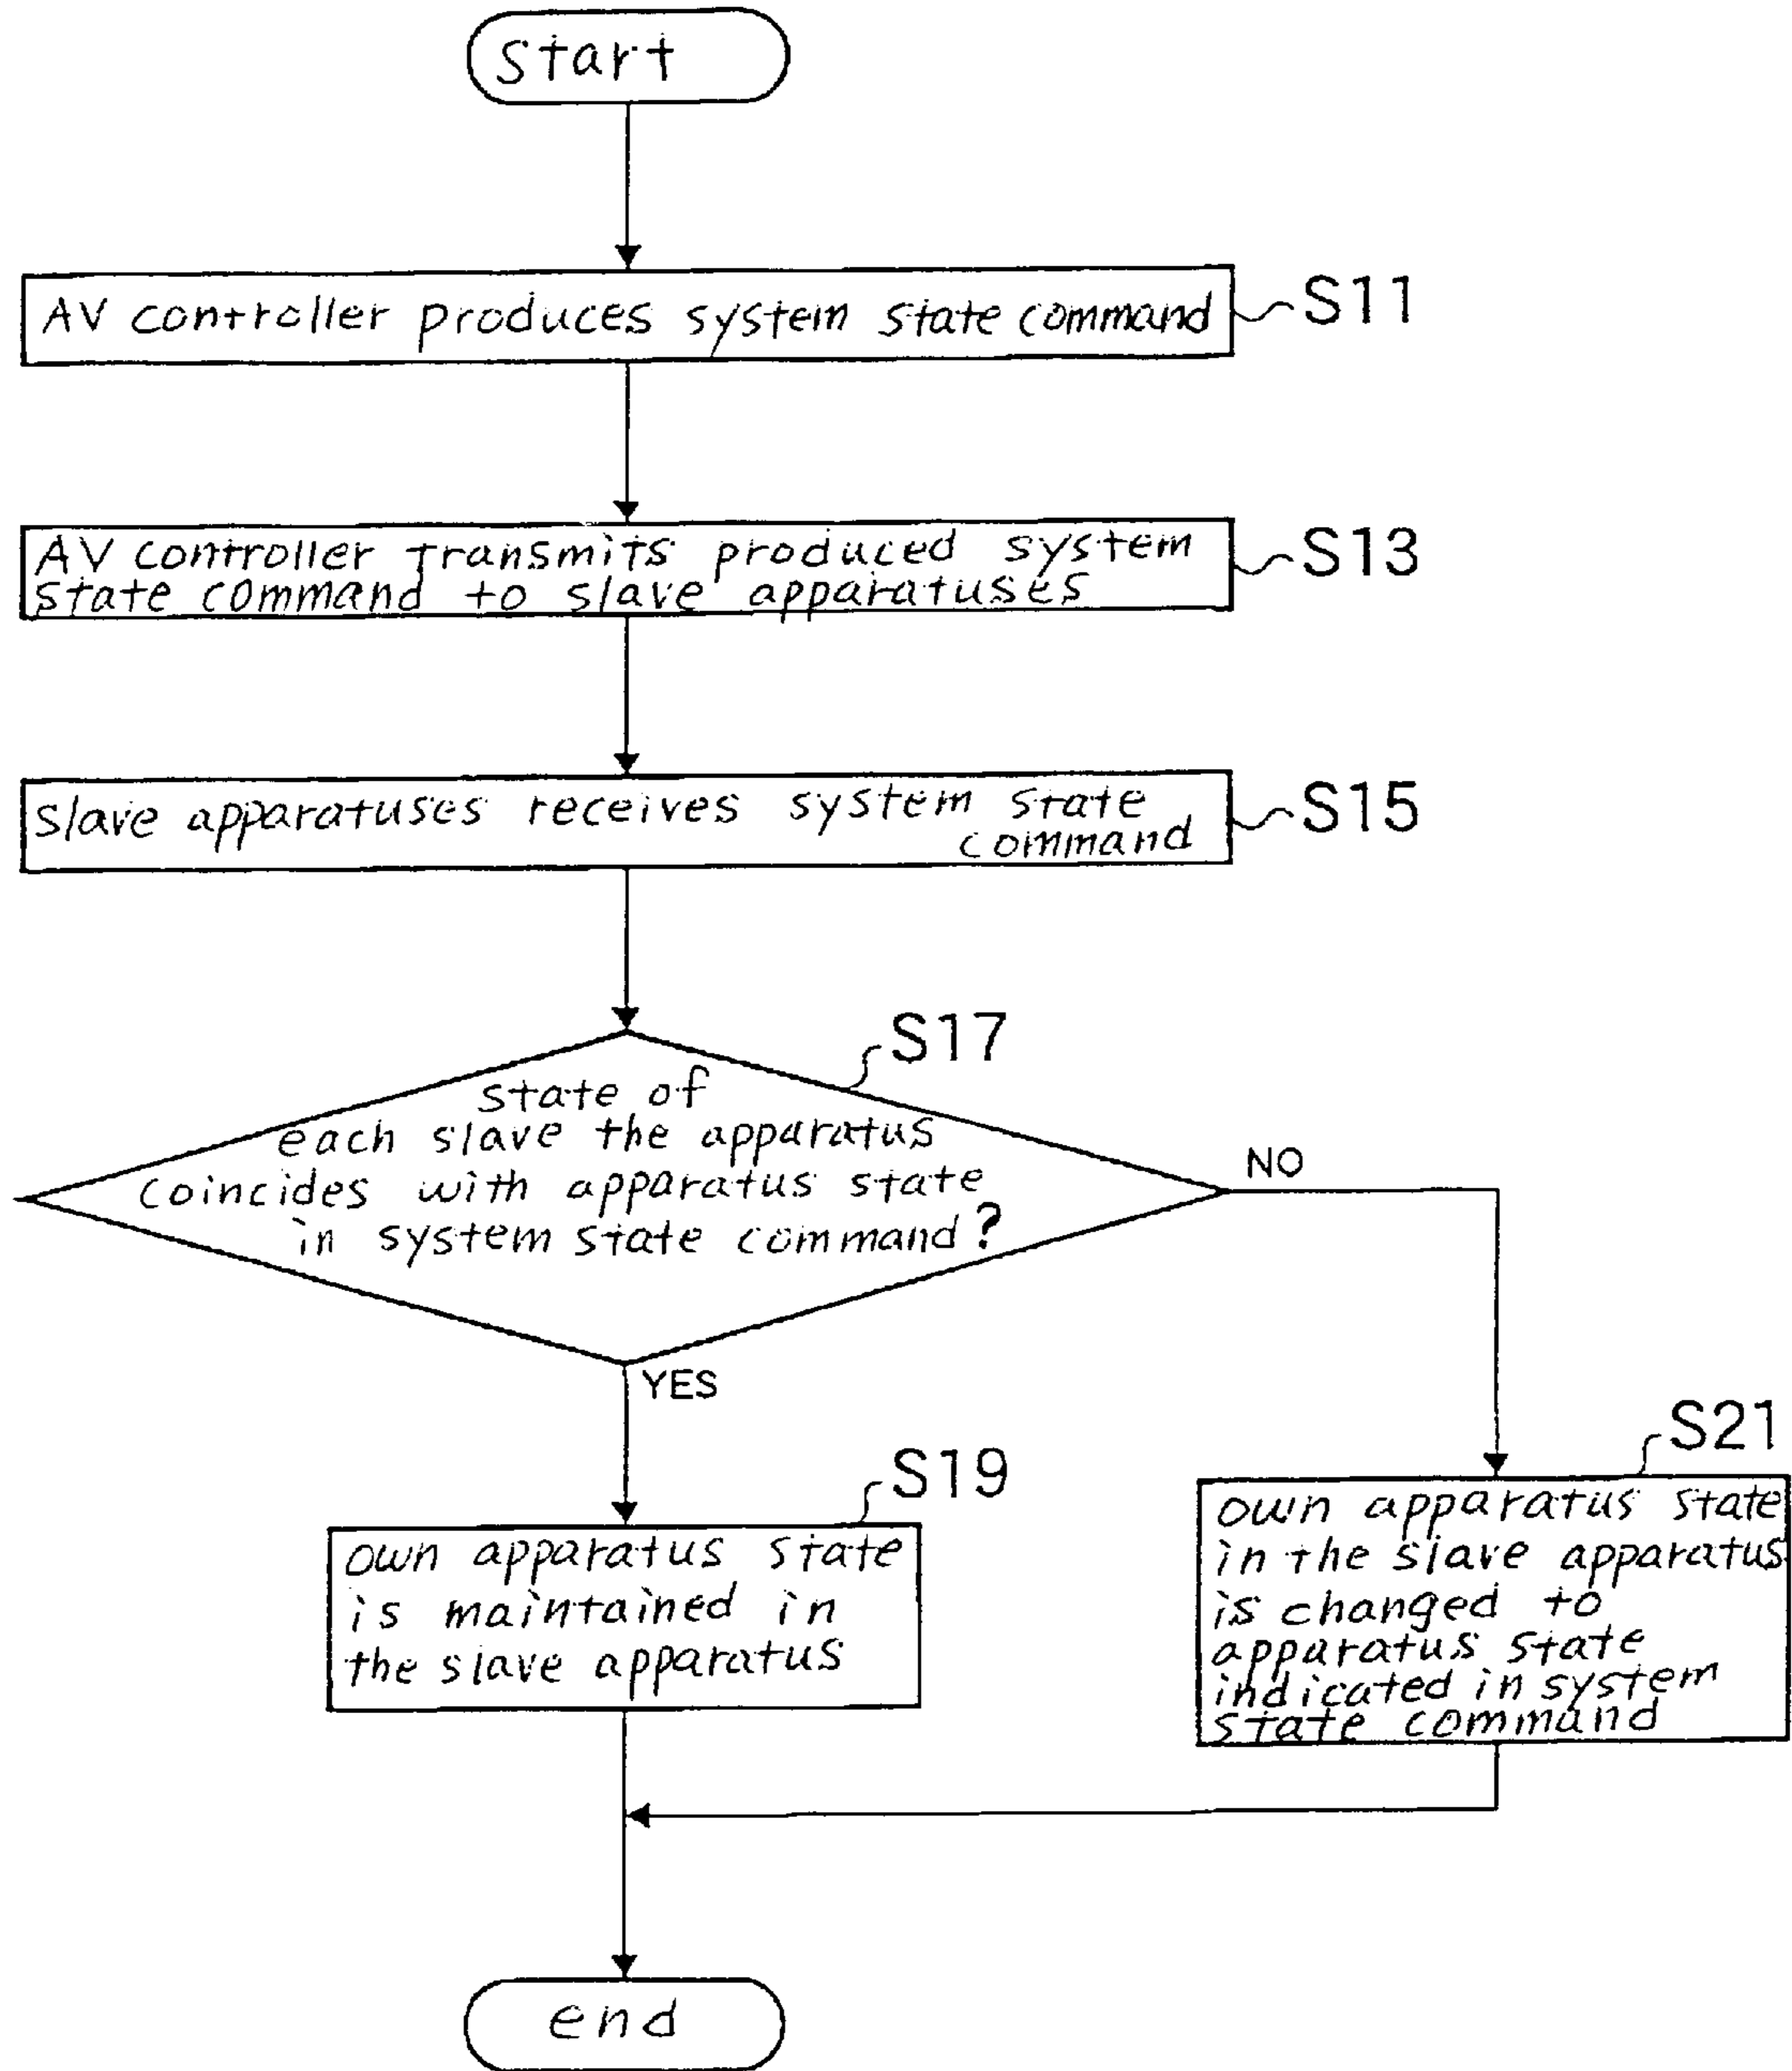 start
AV controller produces system state command
S11
AV controller transmits produced system
state command to slave apparatuses
S13
slave apparatuses receives system state
command
S15
S17
state of
each slave the apparatus
coincides with apparatus state
in system state command?
NO
YES
S19
own apparatus state
is maintained in
the slave apparatus
S21
own apparatus state
in the slave apparatus
is changed to
apparatus state
indicated in system
state command
end